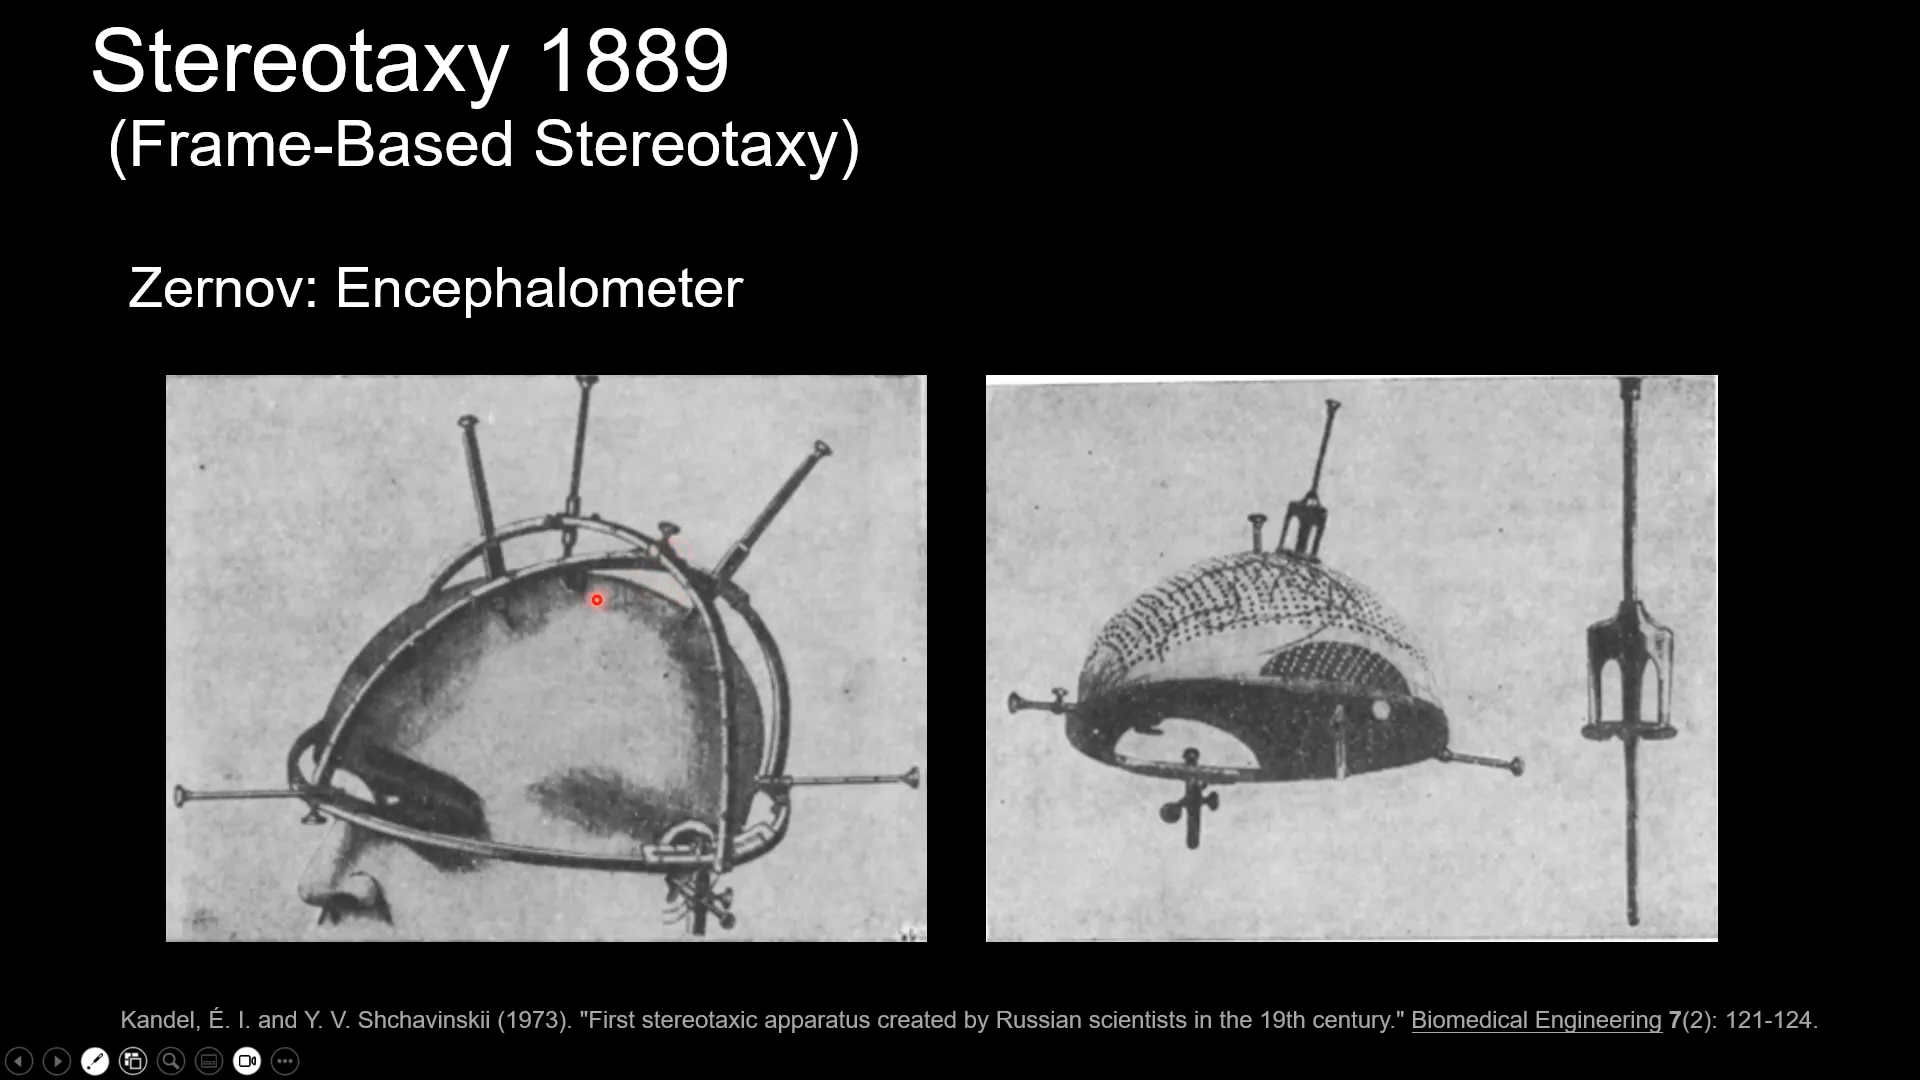 Stereotaxy 1889
(Frame-Based Stereotaxy)
Zernov: Encephalometer
Kandel, É. I. and Y. V. Shchavinskii (1973). "First stereotaxic apparatus created by Russian scientists in the 19th century." Biomedical Engineering 7(2): 121-124.